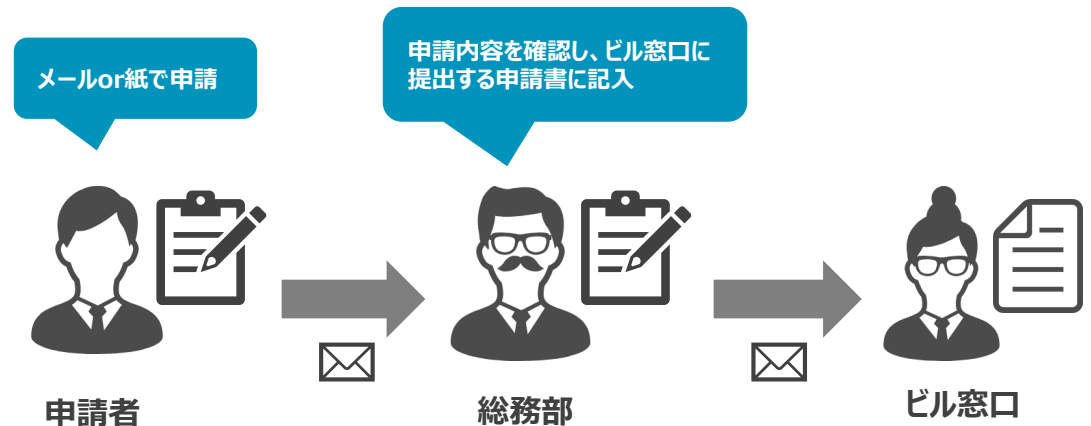 メールor紙で申請
申請内容を確認し、ビル窓口に
提出する申請書に記入
申請者
総務部
ビル窓口